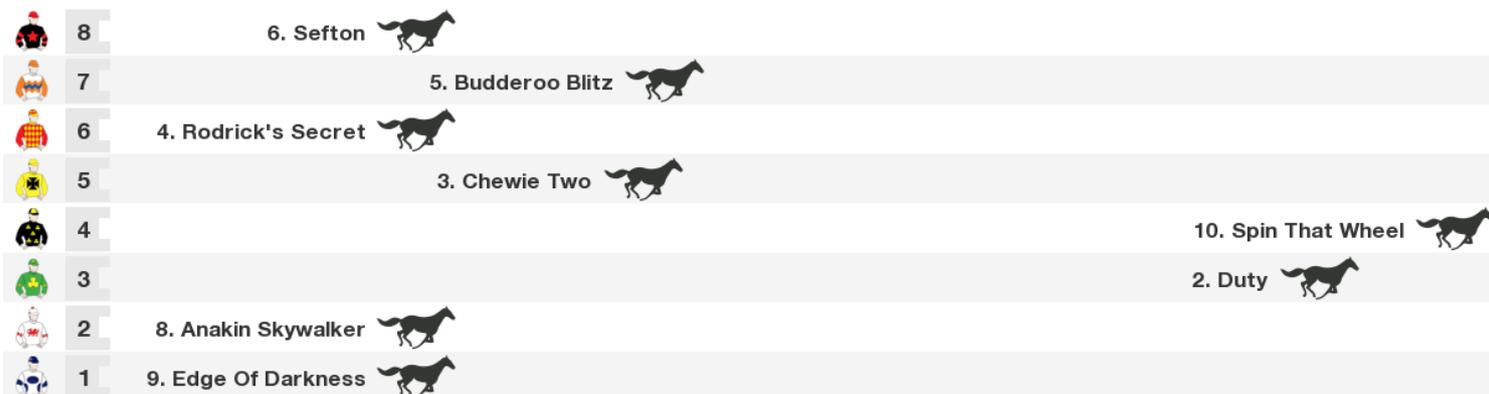 8 6. Sefton
7 5. Budderoo Blitz
6 4. Rodrick's Secret
5 3. Chewie Two
4 10. Spin That Wheel
3 2. Duty
2 8. Anakin Skywalker
1 9. Edge Of Darkness